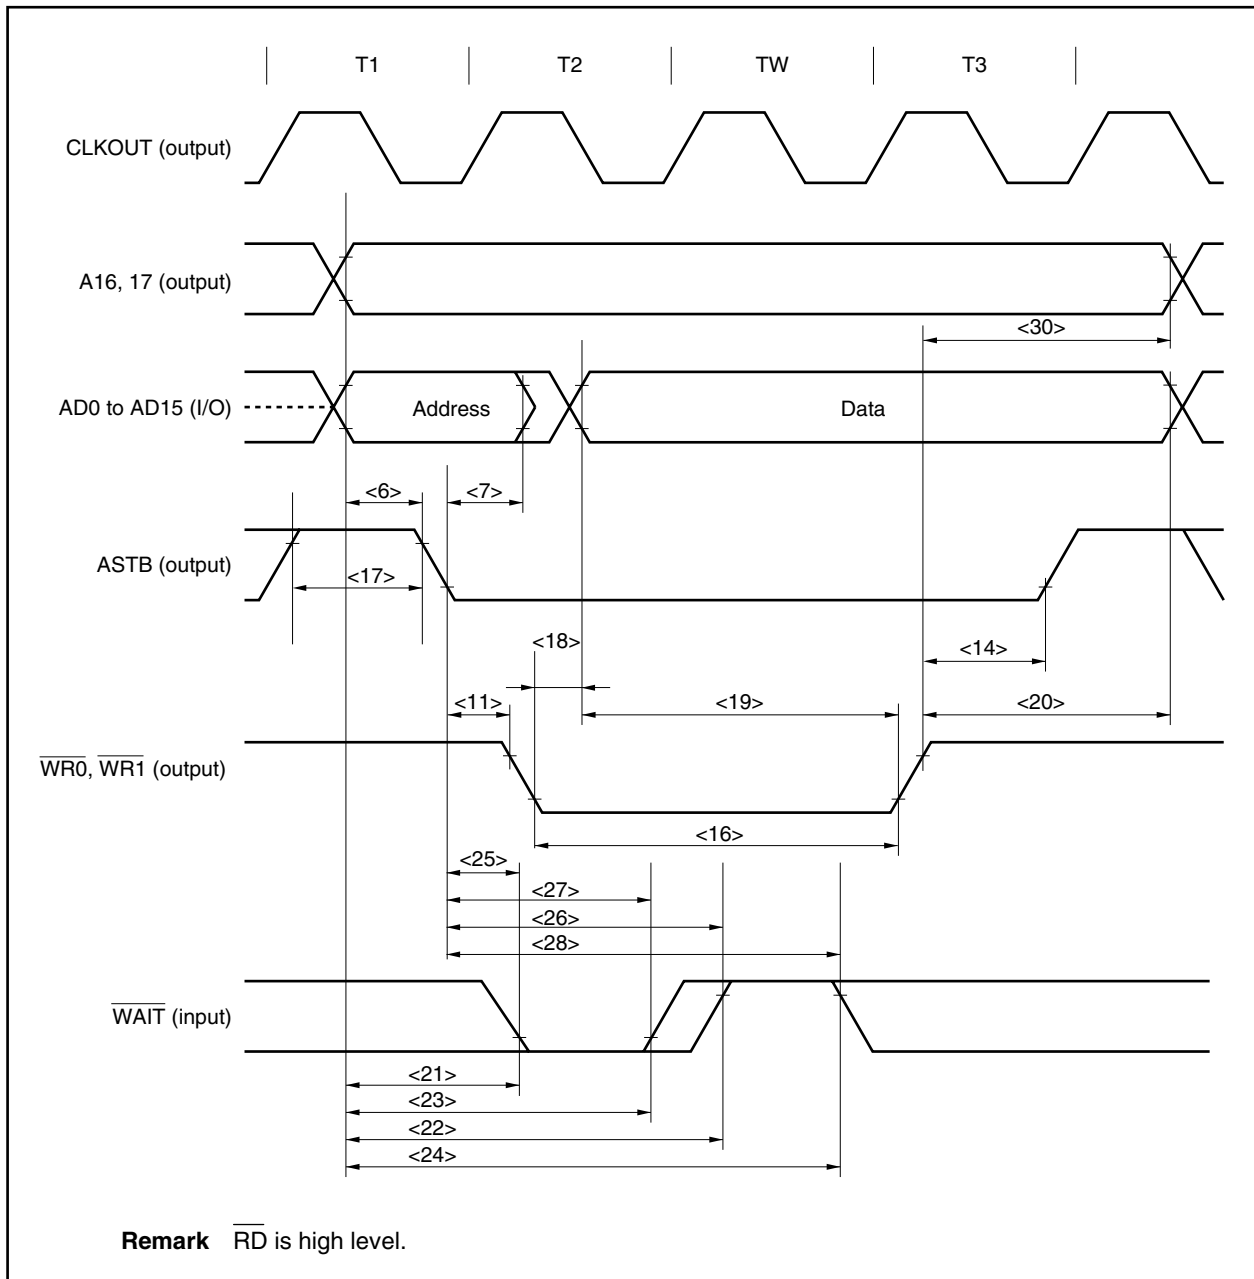 T1 T2 TW T3
CLKOUT (output)
A16, 17 (output)
<30>
AD0 to AD15 (I/O) Address Data
<6> <7>
ASTB (output)
<17>
<18>
<14>
<11> <19> <20>
WR0, WR1 (output)
<16>
<25>
<27>
<26>
<28>
WAIT (input)
<21>
<23>
<22>
<24>
Remark RD is high level.